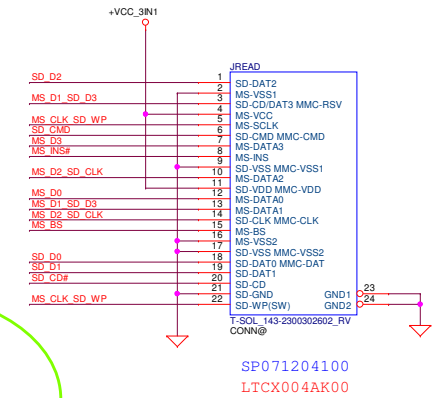 +VCC_3IN1
JREAD
SD_D2 1 SD-DAT2
2 MS-VSS1
MS_D1_SD_D3 3 SD-CD/DAT3 MMC-RSV
4 MS-VCC
MS_CLK_SD_WP 5 MS-SCLK
SD_CMD 6 SD-CMD MMC-CMD
MS_D3 7 MS-DATA3
MS_INS# 8 MS-INS
9 SD-VSS MMC-VSS1
MS_D2_SD_CLK 10 MS-DATA2
11 SD-VDD MMC-VDD
MS_D0 12 MS-DATA0
MS_D1_SD_D3 13 MS-DATA1
MS_D2_SD_CLK 14 SD-CLK MMC-CLK
MS_BS 15 MS-BS
16 MS-VSS2
17 SD-VSS MMC-VSS2
SD_D0 18 SD-DAT0 MMC-DAT
SD_D1 19 SD-DAT1
SD_CD# 20 SD-CD
21 SD-GND GND1 23
MS_CLK_SD_WP 22 SD-WP(SW) GND2 24
T-SOL_143-2300302602_RV
CONN@
SP071204100
LTCX004AK00